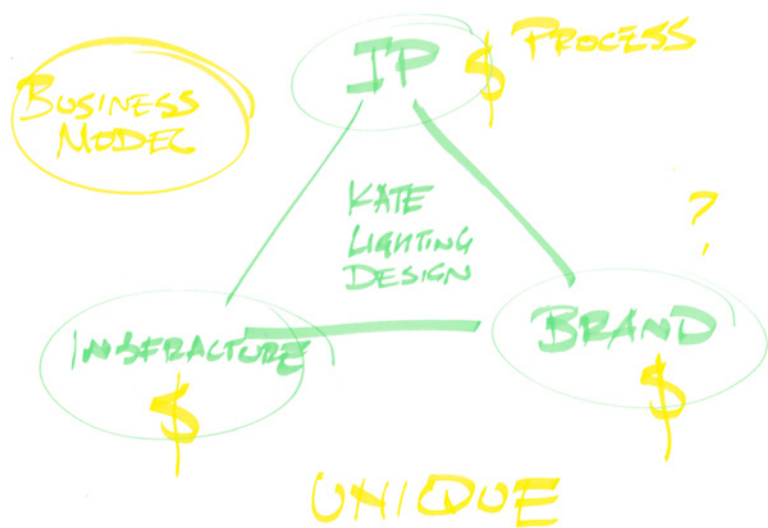 IP
$ PROCESS
BUSINESS
MODEL
KATE
LIGHTING
DESIGN
?
INSFRACTURE
$
BRAND
$
UNIQUE